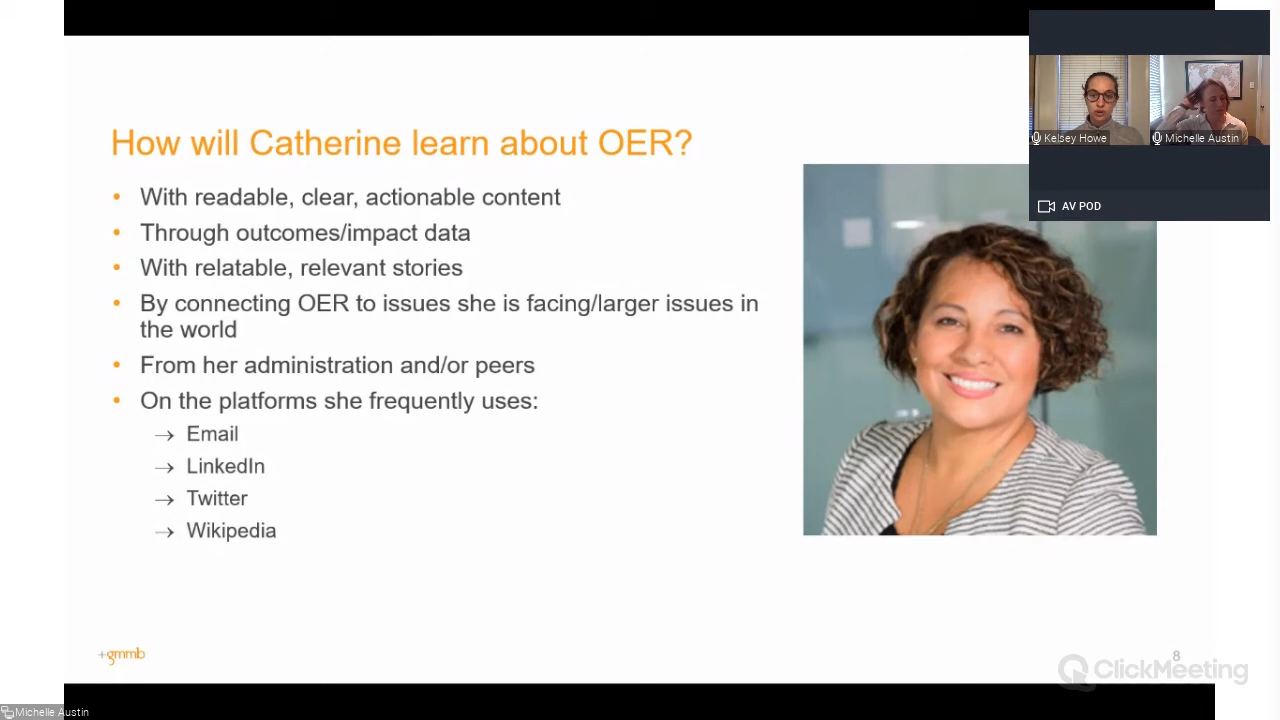 How will Catherine learn about OER?
• With readable, clear, actionable content
• Through outcomes/impact data
• With relatable, relevant stories
• By connecting OER to issues she is facing/larger issues in
the world
• From her administration and/or peers
• On the platforms she frequently uses:
→ Email
→ LinkedIn
→ Twitter
→ Wikipedia
+gmmb
8
Kelsey Howe
Michelle Austin
AV POD
ClickMeeting
Michelle Austin